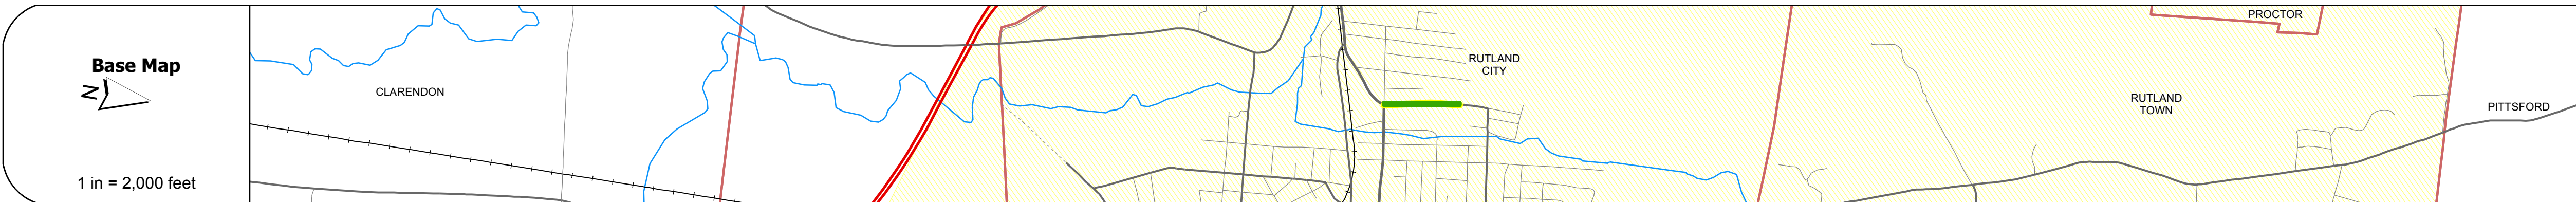 Base Map
N
1 in = 2,000 feet
CLARENDON
RUTLAND
CITY
RUTLAND
TOWN
PROCTOR
PITTSFORD